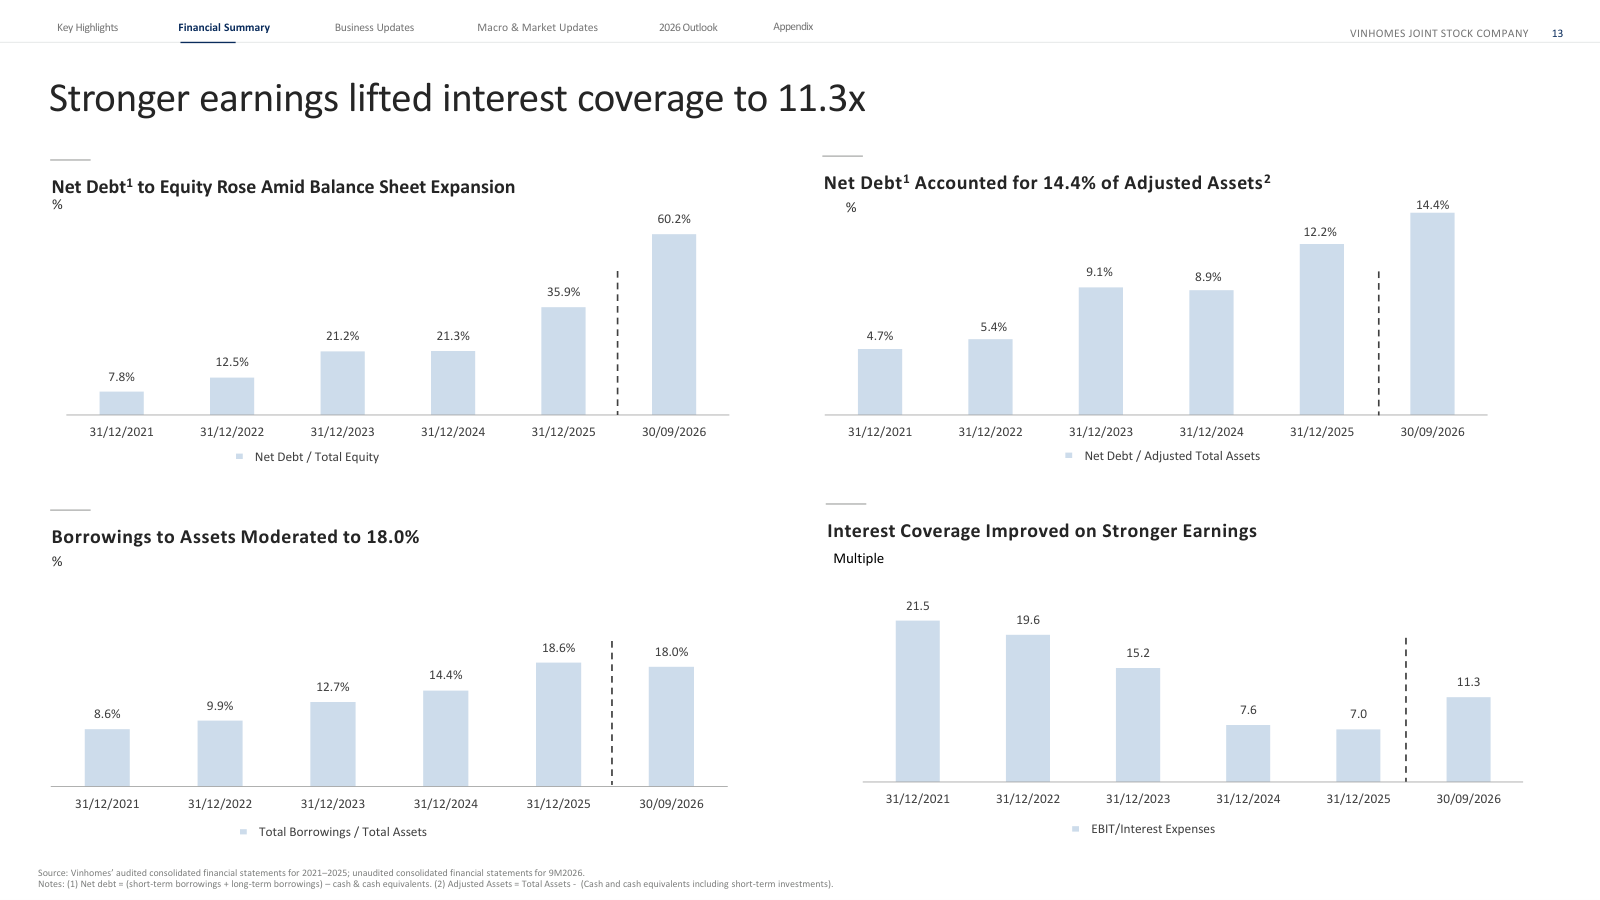 Key Highlights Financial Summary Business Updates Macro & Market Updates 2026 Outlook Appendix
VINHOMES JOINT STOCK COMPANY 13
Stronger earnings lifted interest coverage to 11.3x
Net Debt¹ to Equity Rose Amid Balance Sheet Expansion
%
7.8% 12.5% 21.2% 21.3% 35.9% 60.2%
31/12/2021 31/12/2022 31/12/2023 31/12/2024 31/12/2025 30/09/2026
Net Debt / Total Equity
Net Debt¹ Accounted for 14.4% of Adjusted Assets²
%
4.7% 5.4% 9.1% 8.9% 12.2% 14.4%
31/12/2021 31/12/2022 31/12/2023 31/12/2024 31/12/2025 30/09/2026
Net Debt / Adjusted Total Assets
Borrowings to Assets Moderated to 18.0%
%
8.6% 9.9% 12.7% 14.4% 18.6% 18.0%
31/12/2021 31/12/2022 31/12/2023 31/12/2024 31/12/2025 30/09/2026
Total Borrowings / Total Assets
Interest Coverage Improved on Stronger Earnings
Multiple
21.5 19.6 15.2 7.6 7.0 11.3
31/12/2021 31/12/2022 31/12/2023 31/12/2024 31/12/2025 30/09/2026
EBIT/Interest Expenses
Source: Vinhomes’ audited consolidated financial statements for 2021–2025; unaudited consolidated financial statements for 9M2026.
Notes: (1) Net debt = (short-term borrowings + long-term borrowings) – cash & cash equivalents. (2) Adjusted Assets = Total Assets - (Cash and cash equivalents including short-term investments).